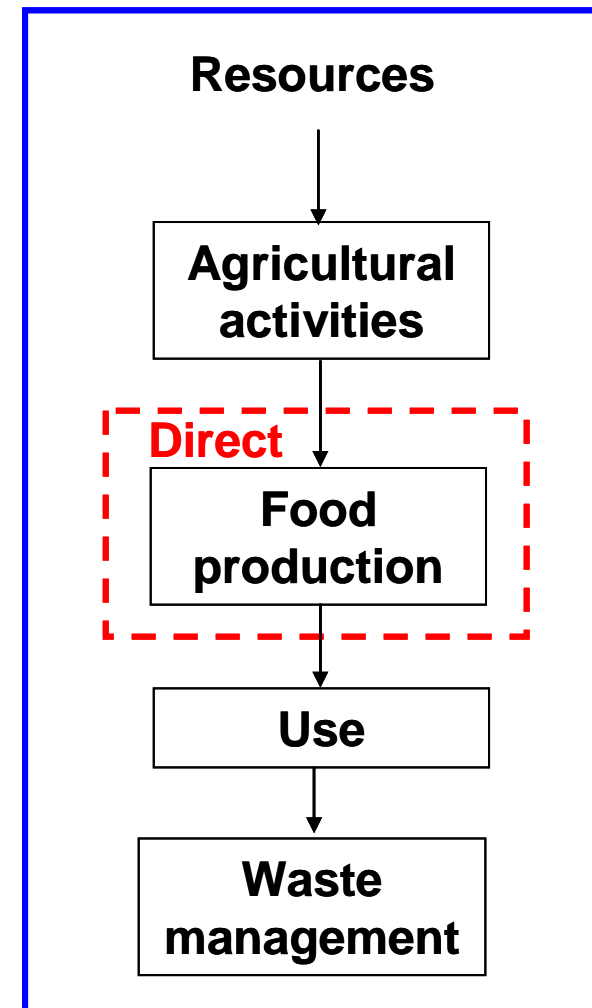 Resources
Agricultural
activities
Direct
Food
production
Use
Waste
management